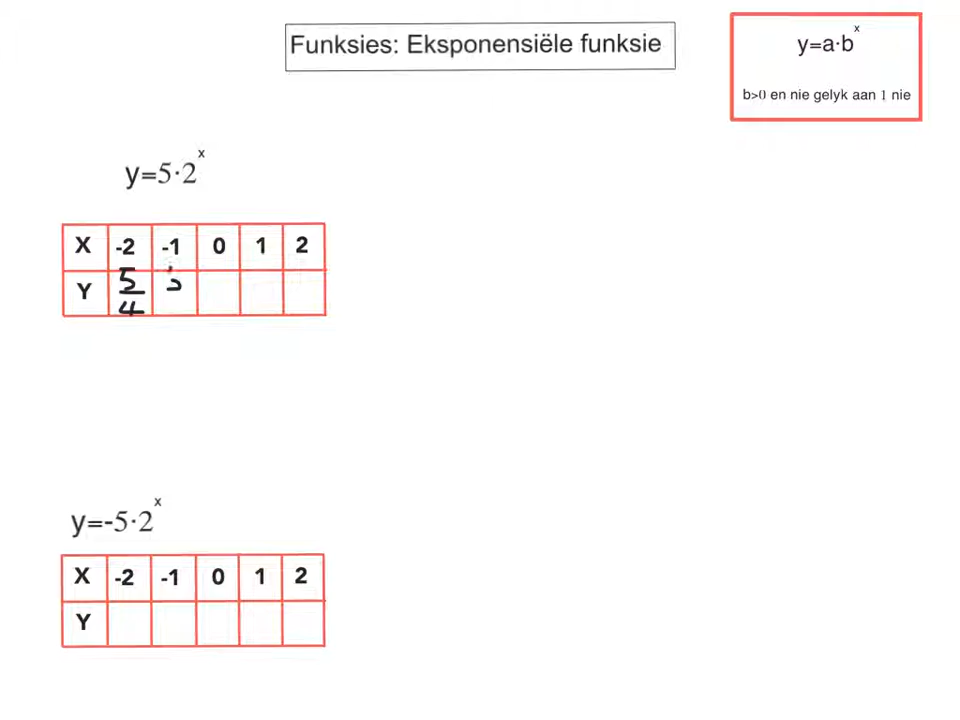 Funksies: Eksponensiële funksie
y=a·b^x
b>0 en nie gelyk aan 1 nie
y=5·2^x
X -2 -1 0 1 2
Y 5/4
y=-5·2^x
X -2 -1 0 1 2
Y